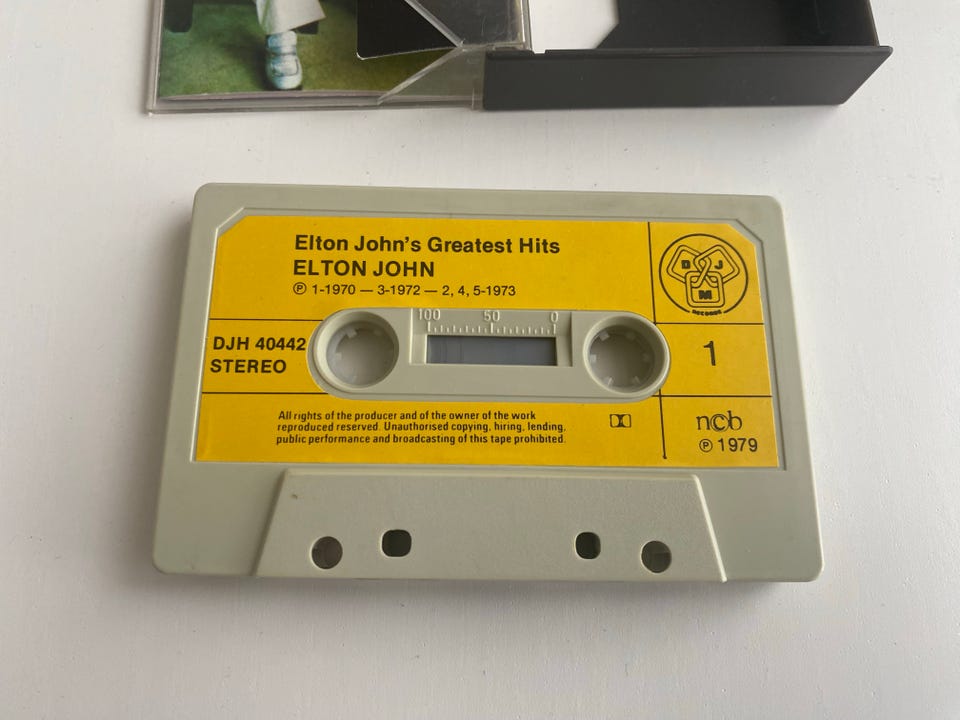 Elton John's Greatest Hits
ELTON JOHN
℗ 1-1970 — 3-1972 — 2, 4, 5-1973
D J
M
RECORDS
100 50 0
DJH 40442
STEREO
1
All rights of the producer and of the owner of the work
reproduced reserved. Unauthorised copying, hiring, lending,
public performance and broadcasting of this tape prohibited.
ncb
℗ 1979